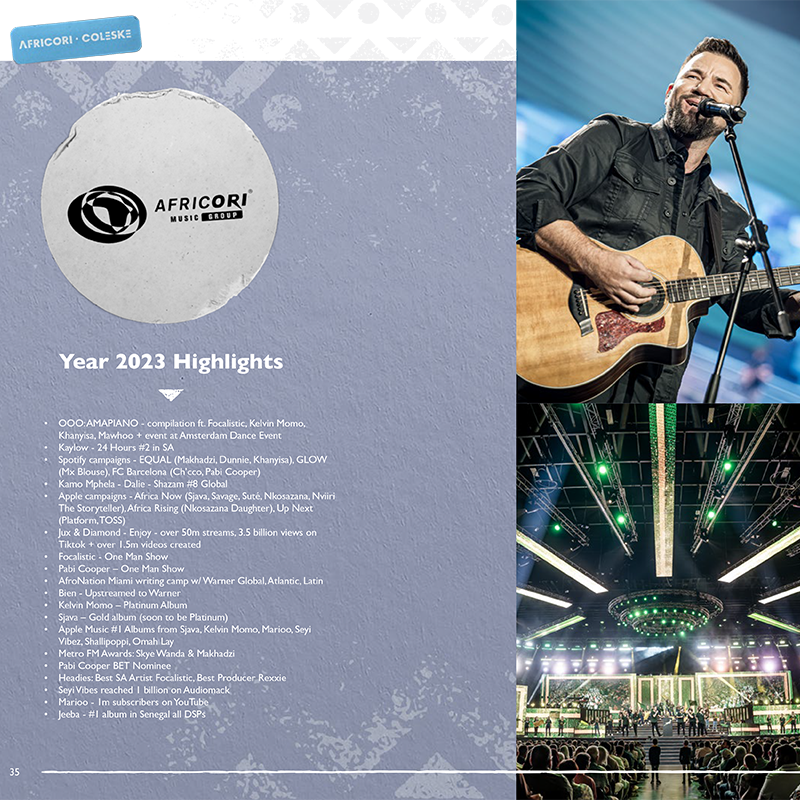 AFRICORI · COLESKE
AFRICORI®
MUSIC GROUP
Year 2023 Highlights
• OOO:AMAPIANO - compilation ft. Focalistic, Kelvin Momo,
Khanyisa, Mawhoo + event at Amsterdam Dance Event
• Kaylow - 24 Hours #2 in SA
• Spotify campaigns - EQUAL (Makhadzi, Dunnie, Khanyisa), GLOW
(Mx Blouse), FC Barcelona (Ch'cco, Pabi Cooper)
• Kamo Mphela - Dalie - Shazam #8 Global
• Apple campaigns - Africa Now (Sjava, Savage, Suté, Nkosazana, Nviiri
The Storyteller), Africa Rising (Nkosazana Daughter), Up Next
(Platform, TOSS)
• Jux & Diamond - Enjoy - over 50m streams, 3.5 billion views on
Tiktok + over 1.5m videos created
• Focalistic - One Man Show
• Pabi Cooper – One Man Show
• AfroNation Miami writing camp w/ Warner Global, Atlantic, Latin
• Bien - Upstreamed to Warner
• Kelvin Momo – Platinum Album
• Sjava – Gold album (soon to be Platinum)
• Apple Music #1 Albums from Sjava, Kelvin Momo, Marioo, Seyi
Vibez, Shallipoppi, Omah Lay
• Metro FM Awards: Skye Wanda & Makhadzi
• Pabi Cooper BET Nominee
• Headies: Best SA Artist Focalistic, Best Producer Rexxie
• Seyi Vibes reached 1 billion on Audiomack
• Marioo - 1m subscribers on YouTube
• Jeeba - #1 album in Senegal all DSPs
35